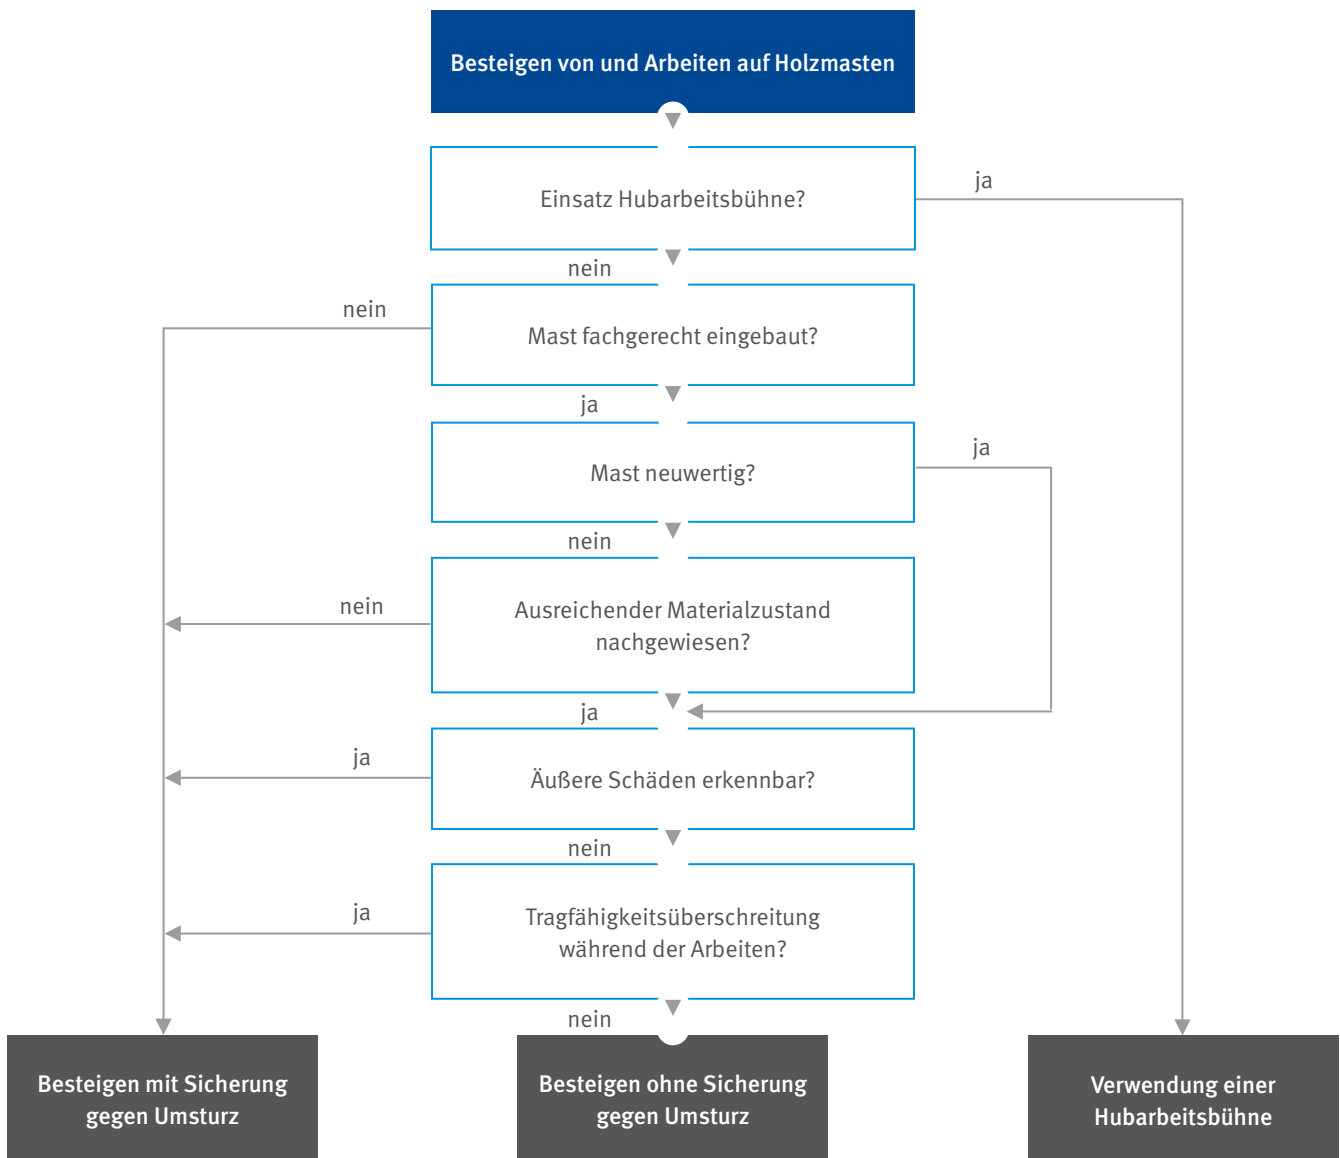 Besteigen von und Arbeiten auf Holzmasten
Einsatz Hubarbeitsbühne?
ja
nein
nein
Mast fachgerecht eingebaut?
ja
Mast neuwertig?
ja
nein
nein
Ausreichender Materialzustand
nachgewiesen?
ja
ja
Äußere Schäden erkennbar?
nein
ja
Tragfähigkeitsüberschreitung
während der Arbeiten?
nein
Besteigen mit Sicherung
gegen Umsturz
Besteigen ohne Sicherung
gegen Umsturz
Verwendung einer
Hubarbeitsbühne